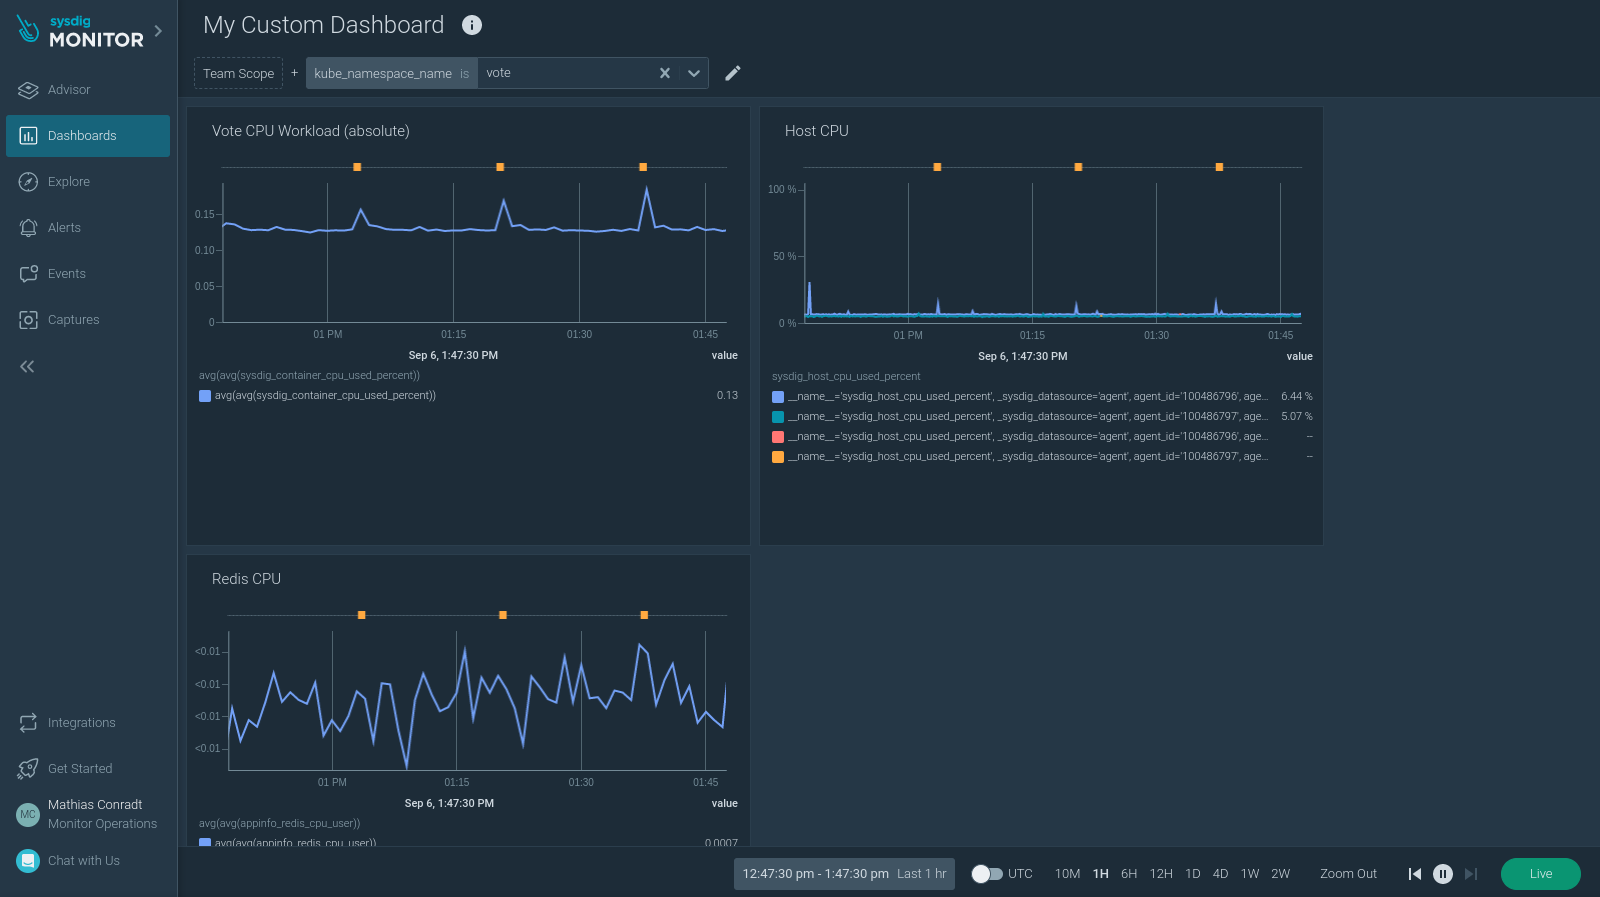 sysdig
MONITOR
Advisor
Dashboards
Explore
Alerts
Events
Captures
Integrations
Get Started
MC
Mathias Conradt
Monitor Operations
Chat with Us
My Custom Dashboard
Team Scope + kube_namespace_name is vote
Vote CPU Workload (absolute)
0.15
0.10
0.05
0
01 PM 01:15 01:30 01:45
Sep 6, 1:47:30 PM value
avg(avg(sysdig_container_cpu_used_percent))
avg(avg(sysdig_container_cpu_used_percent)) 0.13
Host CPU
100 %
50 %
0 %
01 PM 01:15 01:30 01:45
Sep 6, 1:47:30 PM value
sysdig_host_cpu_used_percent
__name__='sysdig_host_cpu_used_percent', _sysdig_datasource='agent', agent_id='100486796', age... 6.44 %
__name__='sysdig_host_cpu_used_percent', _sysdig_datasource='agent', agent_id='100486797', age... 5.07 %
__name__='sysdig_host_cpu_used_percent', _sysdig_datasource='agent', agent_id='100486796', age... --
__name__='sysdig_host_cpu_used_percent', _sysdig_datasource='agent', agent_id='100486797', age... --
Redis CPU
<0.01
<0.01
<0.01
<0.01
01 PM 01:15 01:30 01:45
Sep 6, 1:47:30 PM value
avg(avg(appinfo_redis_cpu_user))
avg(avg(appinfo_redis_cpu_user)) 0.0007
12:47:30 pm - 1:47:30 pm Last 1 hr UTC 10M 1H 6H 12H 1D 4D 1W 2W Zoom Out Live